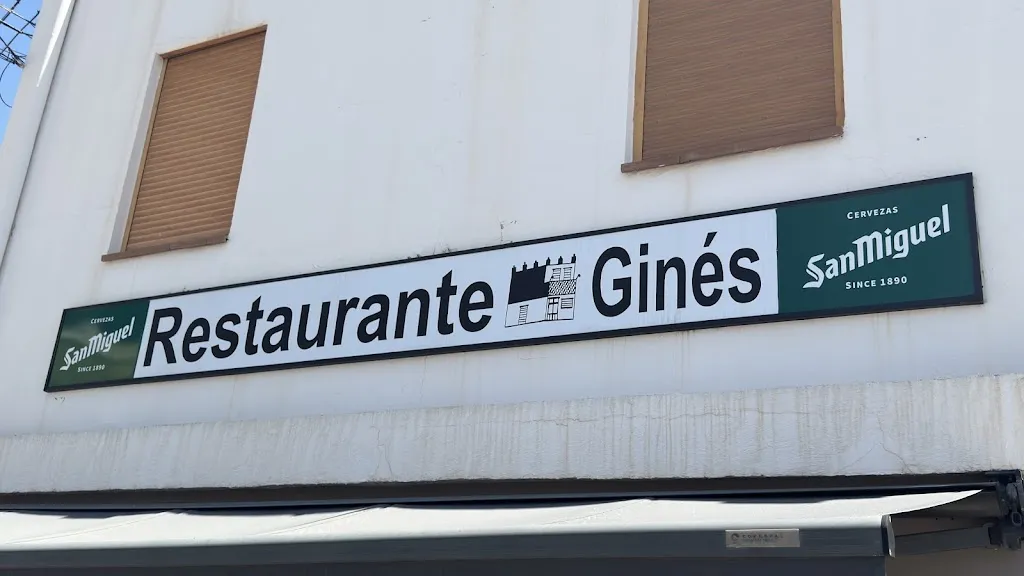 CERVEZAS
SanMiguel
SINCE 1890
Restaurante Ginés
CERVEZAS
SanMiguel
SINCE 1890